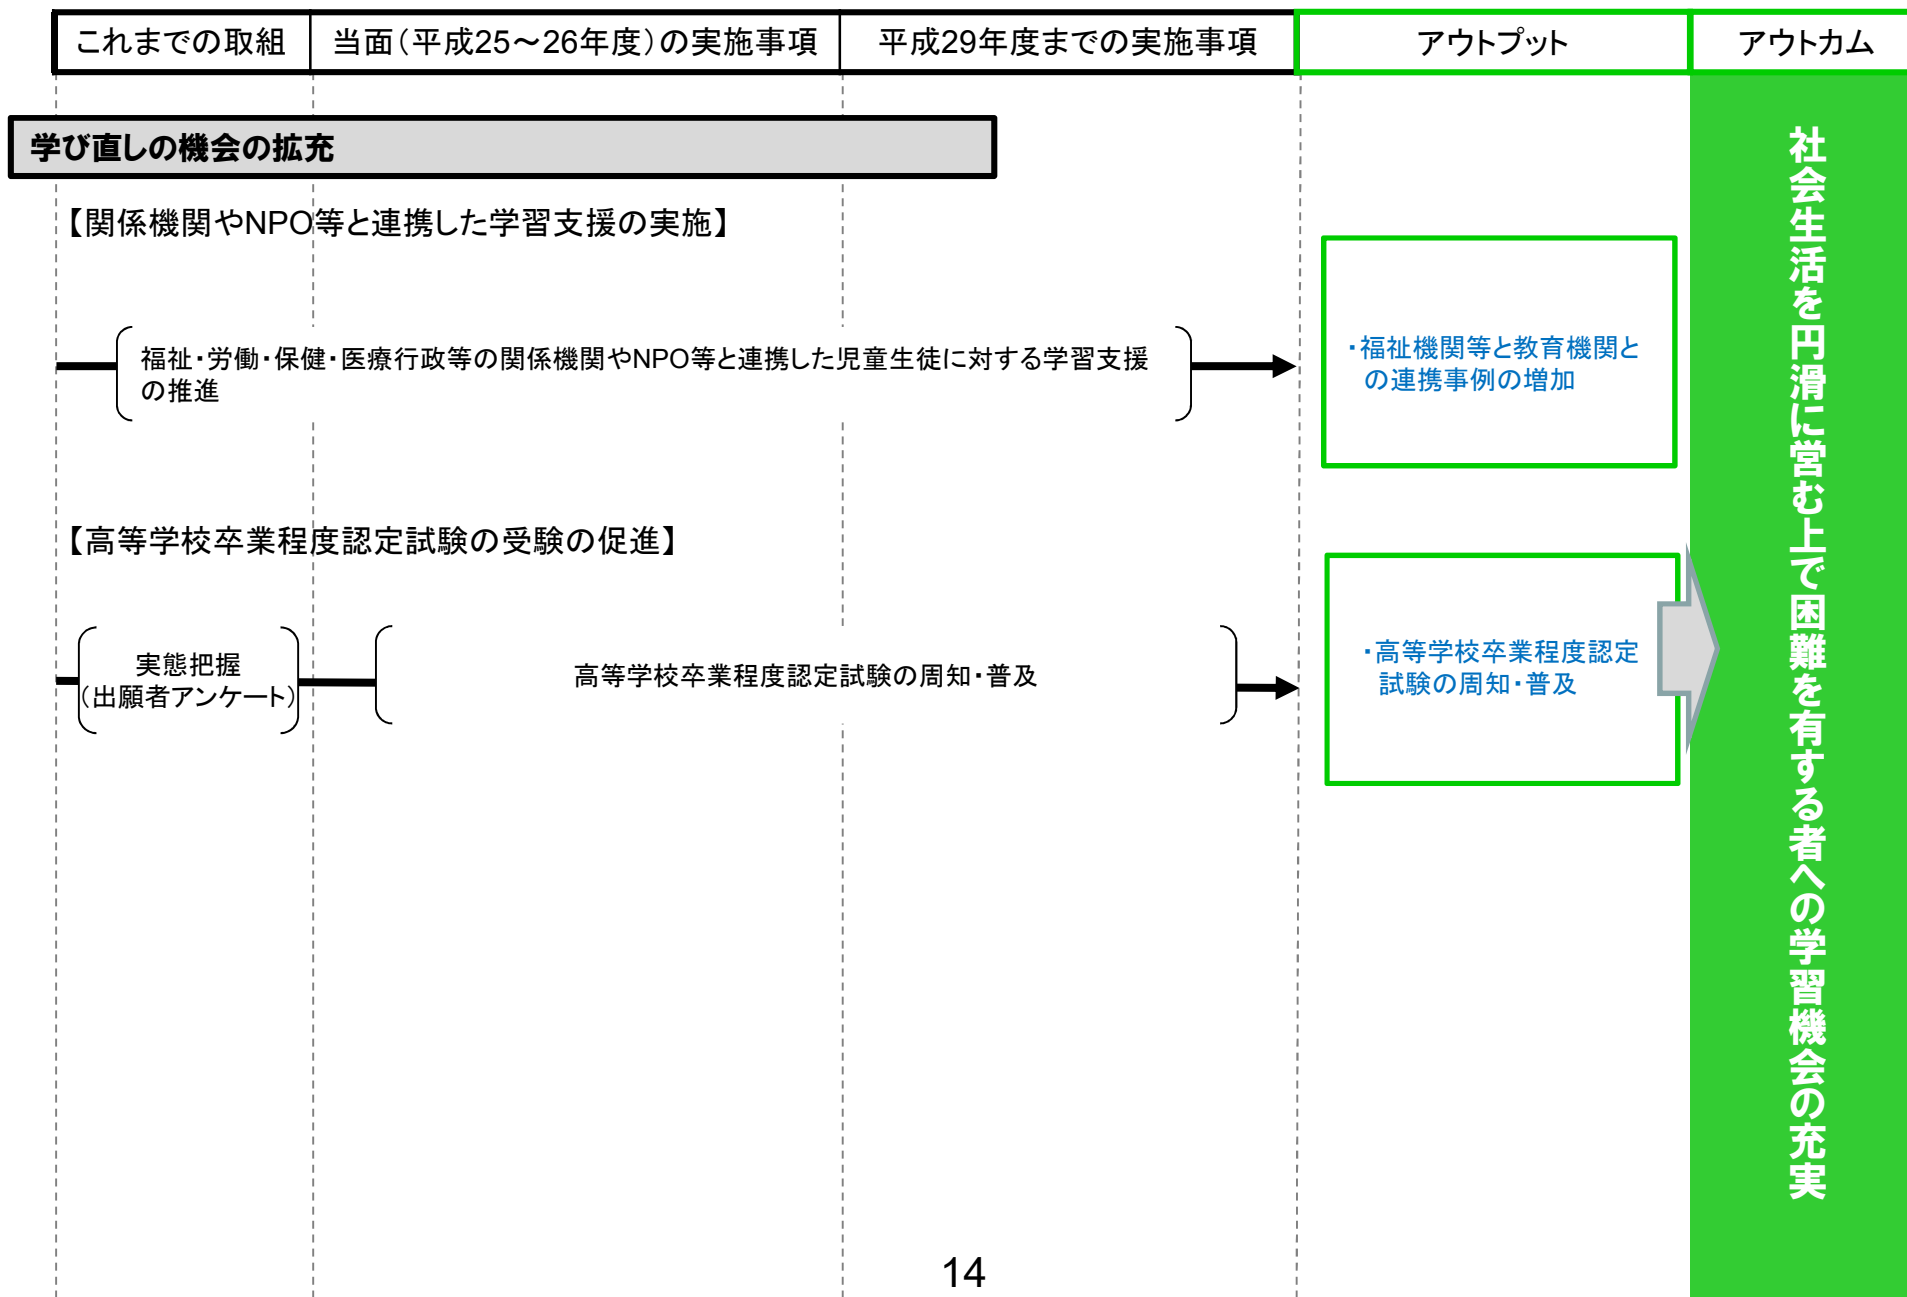 これまでの取組
当面(平成25～26年度)の実施事項
平成29年度までの実施事項
アウトプット
アウトカム
学び直しの機会の拡充
【関係機関やNPO等と連携した学習支援の実施】
福祉・労働・保健・医療行政等の関係機関やNPO等と連携した児童生徒に対する学習支援
の推進
・福祉機関等と教育機関と
の連携事例の増加
【高等学校卒業程度認定試験の受験の促進】
実態把握
(出願者アンケート)
高等学校卒業程度認定試験の周知・普及
・高等学校卒業程度認定
試験の周知・普及
社会生活を円滑に営む上で困難を有する者への学習機会の充実
14